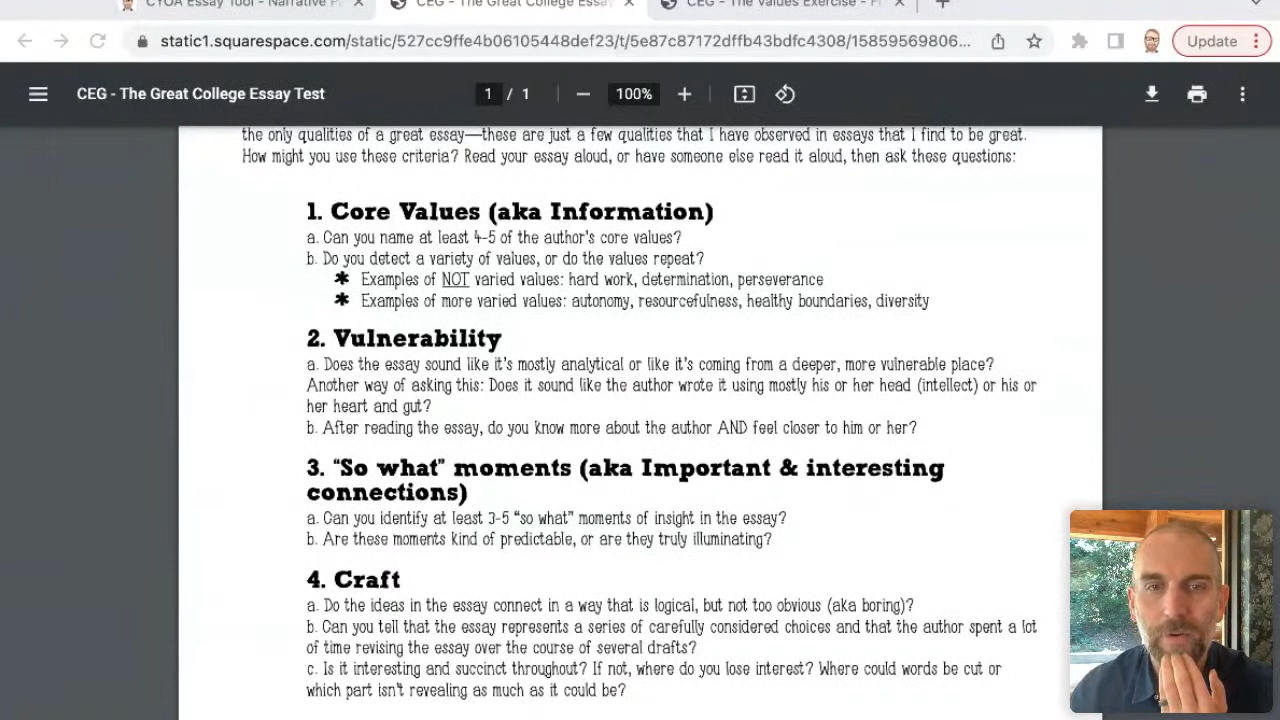 CYOA Essay Tool - Narrative
CEG - The Great College Essay
CEG - The Values Exercise -
static1.squarespace.com/static/527cc9ffe4b06105448def23/t/5e87c87172dffb43bdfc4308/15859569806...
Update
CEG - The Great College Essay Test
1 / 1
100%
the only qualities of a great essay—these are just a few qualities that I have observed in essays that I find to be great.
How might you use these criteria? Read your essay aloud, or have someone else read it aloud, then ask these questions:
1. Core Values (aka Information)
a. Can you name at least 4-5 of the author's core values?
b. Do you detect a variety of values, or do the values repeat?
✱ Examples of NOT varied values: hard work, determination, perseverance
✱ Examples of more varied values: autonomy, resourcefulness, healthy boundaries, diversity
2. Vulnerability
a. Does the essay sound like it's mostly analytical or like it's coming from a deeper, more vulnerable place?
Another way of asking this: Does it sound like the author wrote it using mostly his or her head (intellect) or his or
her heart and gut?
b. After reading the essay, do you know more about the author AND feel closer to him or her?
3. "So what" moments (aka Important & interesting
connections)
a. Can you identify at least 3-5 "so what" moments of insight in the essay?
b. Are these moments kind of predictable, or are they truly illuminating?
4. Craft
a. Do the ideas in the essay connect in a way that is logical, but not too obvious (aka boring)?
b. Can you tell that the essay represents a series of carefully considered choices and that the author spent a lot
of time revising the essay over the course of several drafts?
c. Is it interesting and succinct throughout? If not, where do you lose interest? Where could words be cut or
which part isn't revealing as much as it could be?